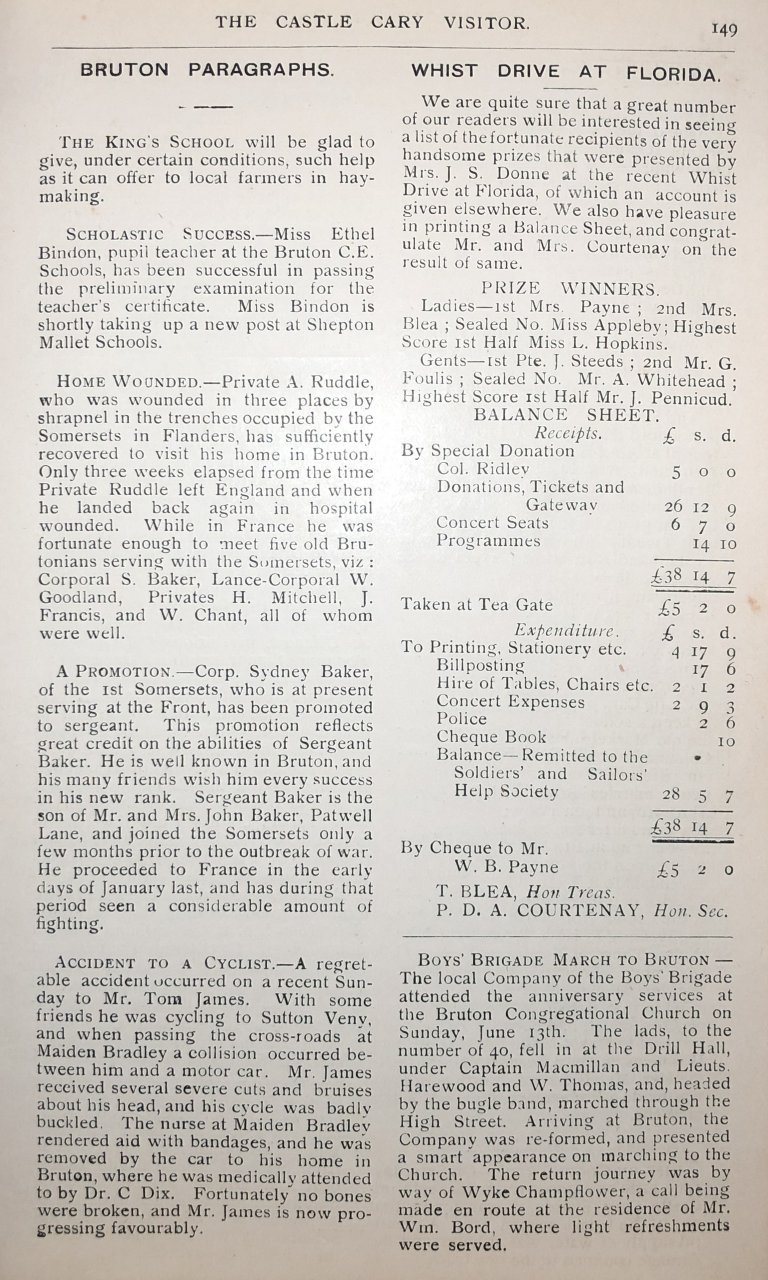 THE CASTLE CARY VISITOR.
149
BRUTON PARAGRAPHS.
THE KING'S SCHOOL will be glad to
give, under certain conditions, such help
as it can offer to local farmers in hay-
making.
SCHOLASTIC SUCCESS.—Miss Ethel
Bindon, pupil teacher at the Bruton C.E.
Schools, has been successful in passing
the preliminary examination for the
teacher's certificate. Miss Bindon is
shortly taking up a new post at Shepton
Mallet Schools.
HOME WOUNDED.—Private A. Ruddle,
who was wounded in three places by
shrapnel in the trenches occupied by the
Somersets in Flanders, has sufficiently
recovered to visit his home in Bruton.
Only three weeks elapsed from the time
Private Ruddle left England and when
he landed back again in hospital
wounded. While in France he was
fortunate enough to meet five old Bru-
tonians serving with the Somersets, viz :
Corporal S. Baker, Lance-Corporal W.
Goodland, Privates H. Mitchell, J.
Francis, and W. Chant, all of whom
were well.
A PROMOTION.—Corp. Sydney Baker,
of the 1st Somersets, who is at present
serving at the Front, has been promoted
to sergeant. This promotion reflects
great credit on the abilities of Sergeant
Baker. He is well known in Bruton, and
his many friends wish him every success
in his new rank. Sergeant Baker is the
son of Mr. and Mrs. John Baker, Patwell
Lane, and joined the Somersets only a
few months prior to the outbreak of war.
He proceeded to France in the early
days of January last, and has during that
period seen a considerable amount of
fighting.
ACCIDENT TO A CYCLIST.—A regret-
able accident occurred on a recent Sun-
day to Mr. Tom James. With some
friends he was cycling to Sutton Veny,
and when passing the cross-roads at
Maiden Bradley a collision occurred be-
tween him and a motor car. Mr. James
received several severe cuts and bruises
about his head, and his cycle was badly
buckled. The nurse at Maiden Bradley
rendered aid with bandages, and he was
removed by the car to his home in
Bruton, where he was medically attended
to by Dr. C Dix. Fortunately no bones
were broken, and Mr. James is now pro-
gressing favourably.
WHIST DRIVE AT FLORIDA.
We are quite sure that a great number
of our readers will be interested in seeing
a list of the fortunate recipients of the very
handsome prizes that were presented by
Mrs. J. S. Donne at the recent Whist
Drive at Florida, of which an account is
given elsewhere. We also have pleasure
in printing a Balance Sheet, and congrat-
ulate Mr. and Mrs. Courtenay on the
result of same.
PRIZE WINNERS.
Ladies—1st Mrs. Payne ; 2nd Mrs.
Blea ; Sealed No. Miss Appleby; Highest
Score 1st Half Miss L. Hopkins.
Gents—1st Pte. J. Steeds ; 2nd Mr. G.
Foulis ; Sealed No. Mr. A. Whitehead ;
Highest Score 1st Half Mr. J. Pennicud.
BALANCE SHEET.
Receipts. £ s. d.
By Special Donation
Col. Ridley 5 0 0
Donations, Tickets and
Gateway 26 12 9
Concert Seats 6 7 0
Programmes 14 10
£38 14 7
Taken at Tea Gate £5 2 0
Expenditure. £ s. d.
To Printing, Stationery etc. 4 17 9
Billposting 17 6
Hire of Tables, Chairs etc. 2 1 2
Concert Expenses 2 9 3
Police 2 6
Cheque Book 10
Balance—Remitted to the
Soldiers' and Sailors'
Help Society 28 5 7
£38 14 7
By Cheque to Mr.
W. B. Payne £5 2 0
T. BLEA, Hon Treas.
P. D. A. COURTENAY, Hon. Sec.
BOYS' BRIGADE MARCH TO BRUTON —
The local Company of the Boys' Brigade
attended the anniversary services at
the Bruton Congregational Church on
Sunday, June 13th. The lads, to the
number of 40, fell in at the Drill Hall,
under Captain Macmillan and Lieuts.
Harewood and W. Thomas, and, headed
by the bugle band, marched through the
High Street. Arriving at Bruton, the
Company was re-formed, and presented
a smart appearance on marching to the
Church. The return journey was by
way of Wyke Champflower, a call being
made en route at the residence of Mr.
Wm. Bord, where light refreshments
were served.